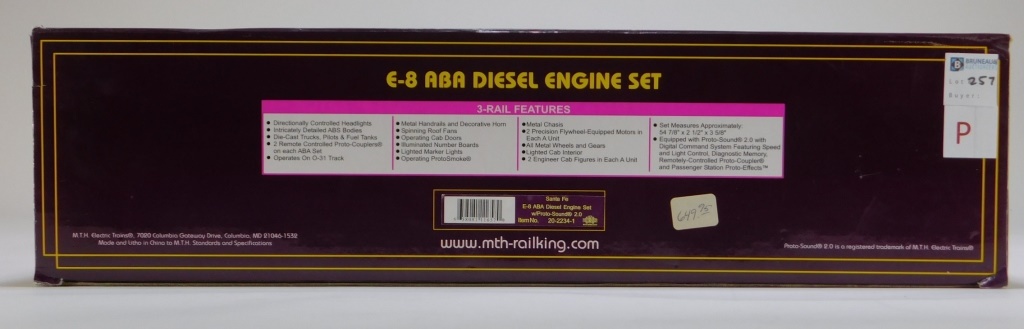 E-8 ABA DIESEL ENGINE SET
3-RAIL FEATURES
• Directionally Controlled Headlights
• Intricately Detailed ABS Bodies
• Die-Cast Trucks, Pilots & Fuel Tanks
• 2 Remote Controlled Proto-Couplers®
on each ABA Set
• Operates On O-31 Track
• Metal Handrails and Decorative Horn
• Spinning Roof Fans
• Operating Cab Doors
• Illuminated Number Boards
• Lighted Marker Lights
• Operating ProtoSmoke®
• Metal Chasis
• 2 Precision Flywheel-Equipped Motors in
Each A Unit
• All Metal Wheels and Gears
• Lighted Cab Interior
• 2 Engineer Cab Figures in Each A Unit
• Set Measures Approximately:
54 7/8" x 2 1/2" x 3 5/8"
• Equipped with Proto-Sound® 2.0 with
Digital Command System Featuring Speed
and Light Control, Diagnostic Memory,
Remotely-Controlled Proto-Coupler®
and Passenger Station Proto-Effects™
Santa Fe
E-8 ABA Diesel Engine Set
w/Proto-Sound® 2.0
Item No. 20-2234-1
649.95
M.T.H. Electric Trains®, 7020 Columbia Gateway Drive, Columbia, MD 21046-1532
Made and Litho in China to M.T.H. Standards and Specifications
www.mth-railking.com
Proto-Sound® 2.0 is a registered trademark of M.T.H. Electric Trains®
BRUNEAU&
Lot 257
Buyer:
P